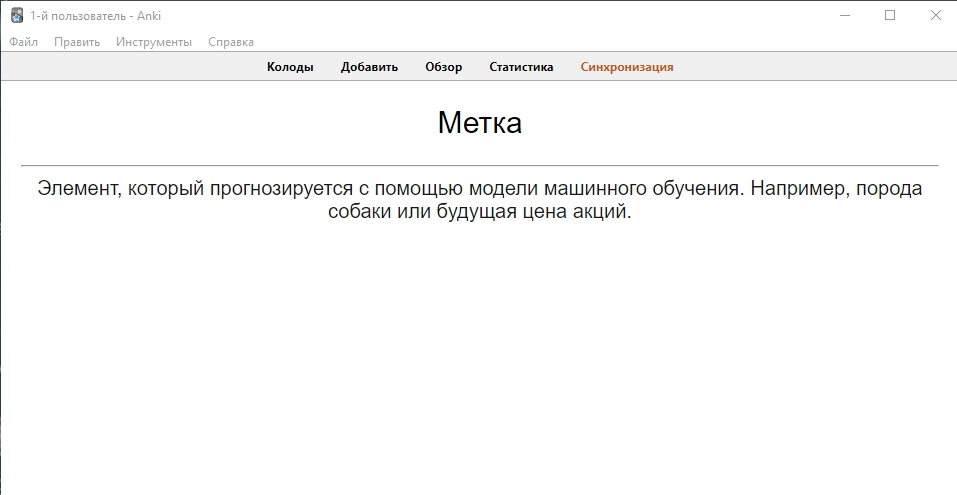 1-й пользователь - Anki
Файл Править Инструменты Справка
Колоды Добавить Обзор Статистика Синхронизация
Метка
Элемент, который прогнозируется с помощью модели машинного обучения. Например, порода
собаки или будущая цена акций.